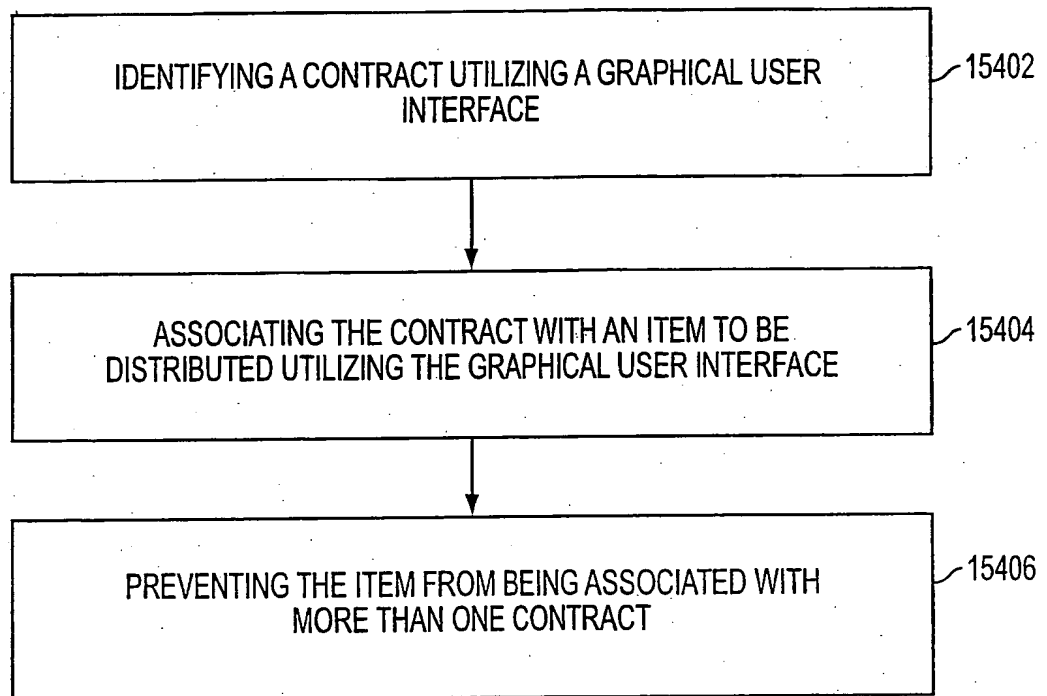 IDENTIFYING A CONTRACT UTILIZING A GRAPHICAL USER
INTERFACE
15402
ASSOCIATING THE CONTRACT WITH AN ITEM TO BE
DISTRIBUTED UTILIZING THE GRAPHICAL USER INTERFACE
15404
PREVENTING THE ITEM FROM BEING ASSOCIATED WITH
MORE THAN ONE CONTRACT
15406